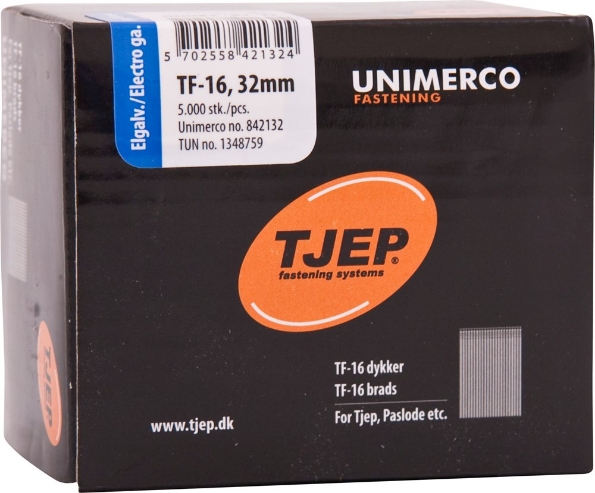 5 702558 421324
Elgalv./Electro ga.
TF-16, 32mm
5.000 stk./pcs.
Unimerco no. 842132
TUN no. 1348759
UNIMERCO
FASTENING
TJEP®
fastening systems
TF-16 dykker
TF-16 brads
For Tjep, Paslode etc.
www.tjep.dk
TJEP